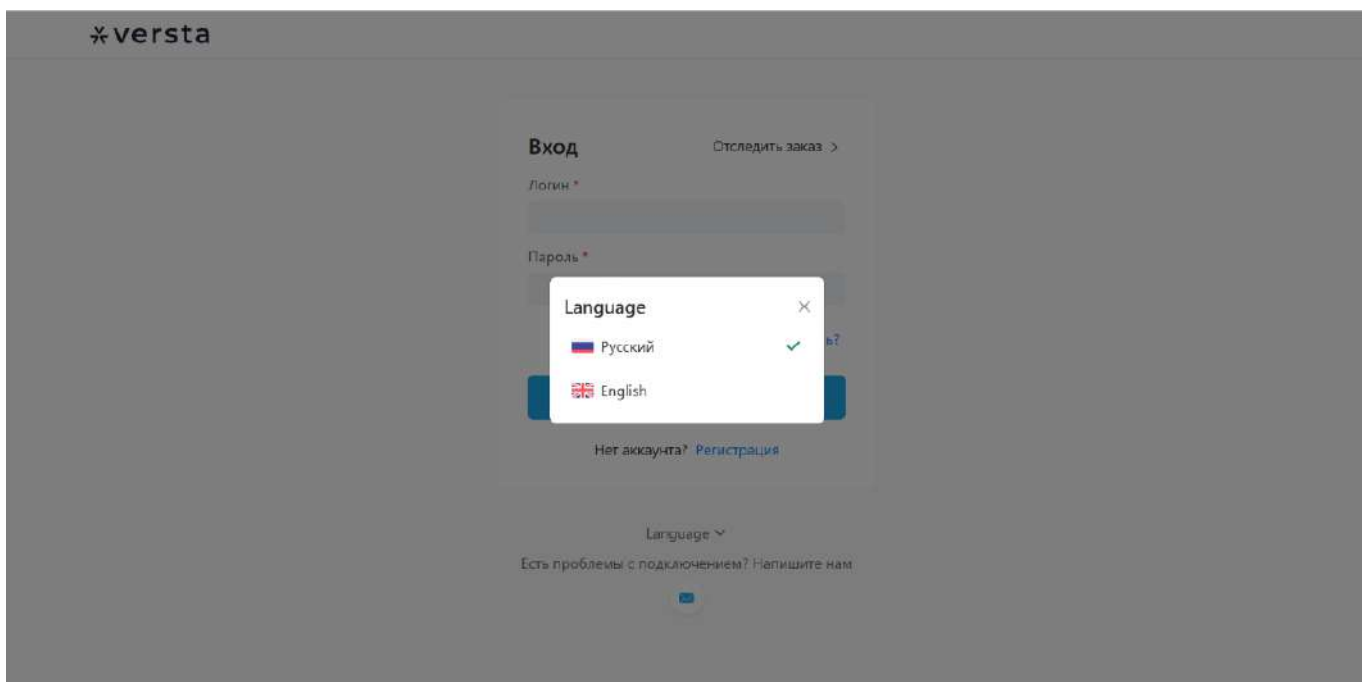 versta
Вход
Отследить заказ >
Логин *
Пароль *
Language
ь?
Русский
English
Нет аккаунта? Регистрация
Language
Есть проблемы с подключением? Напишите нам